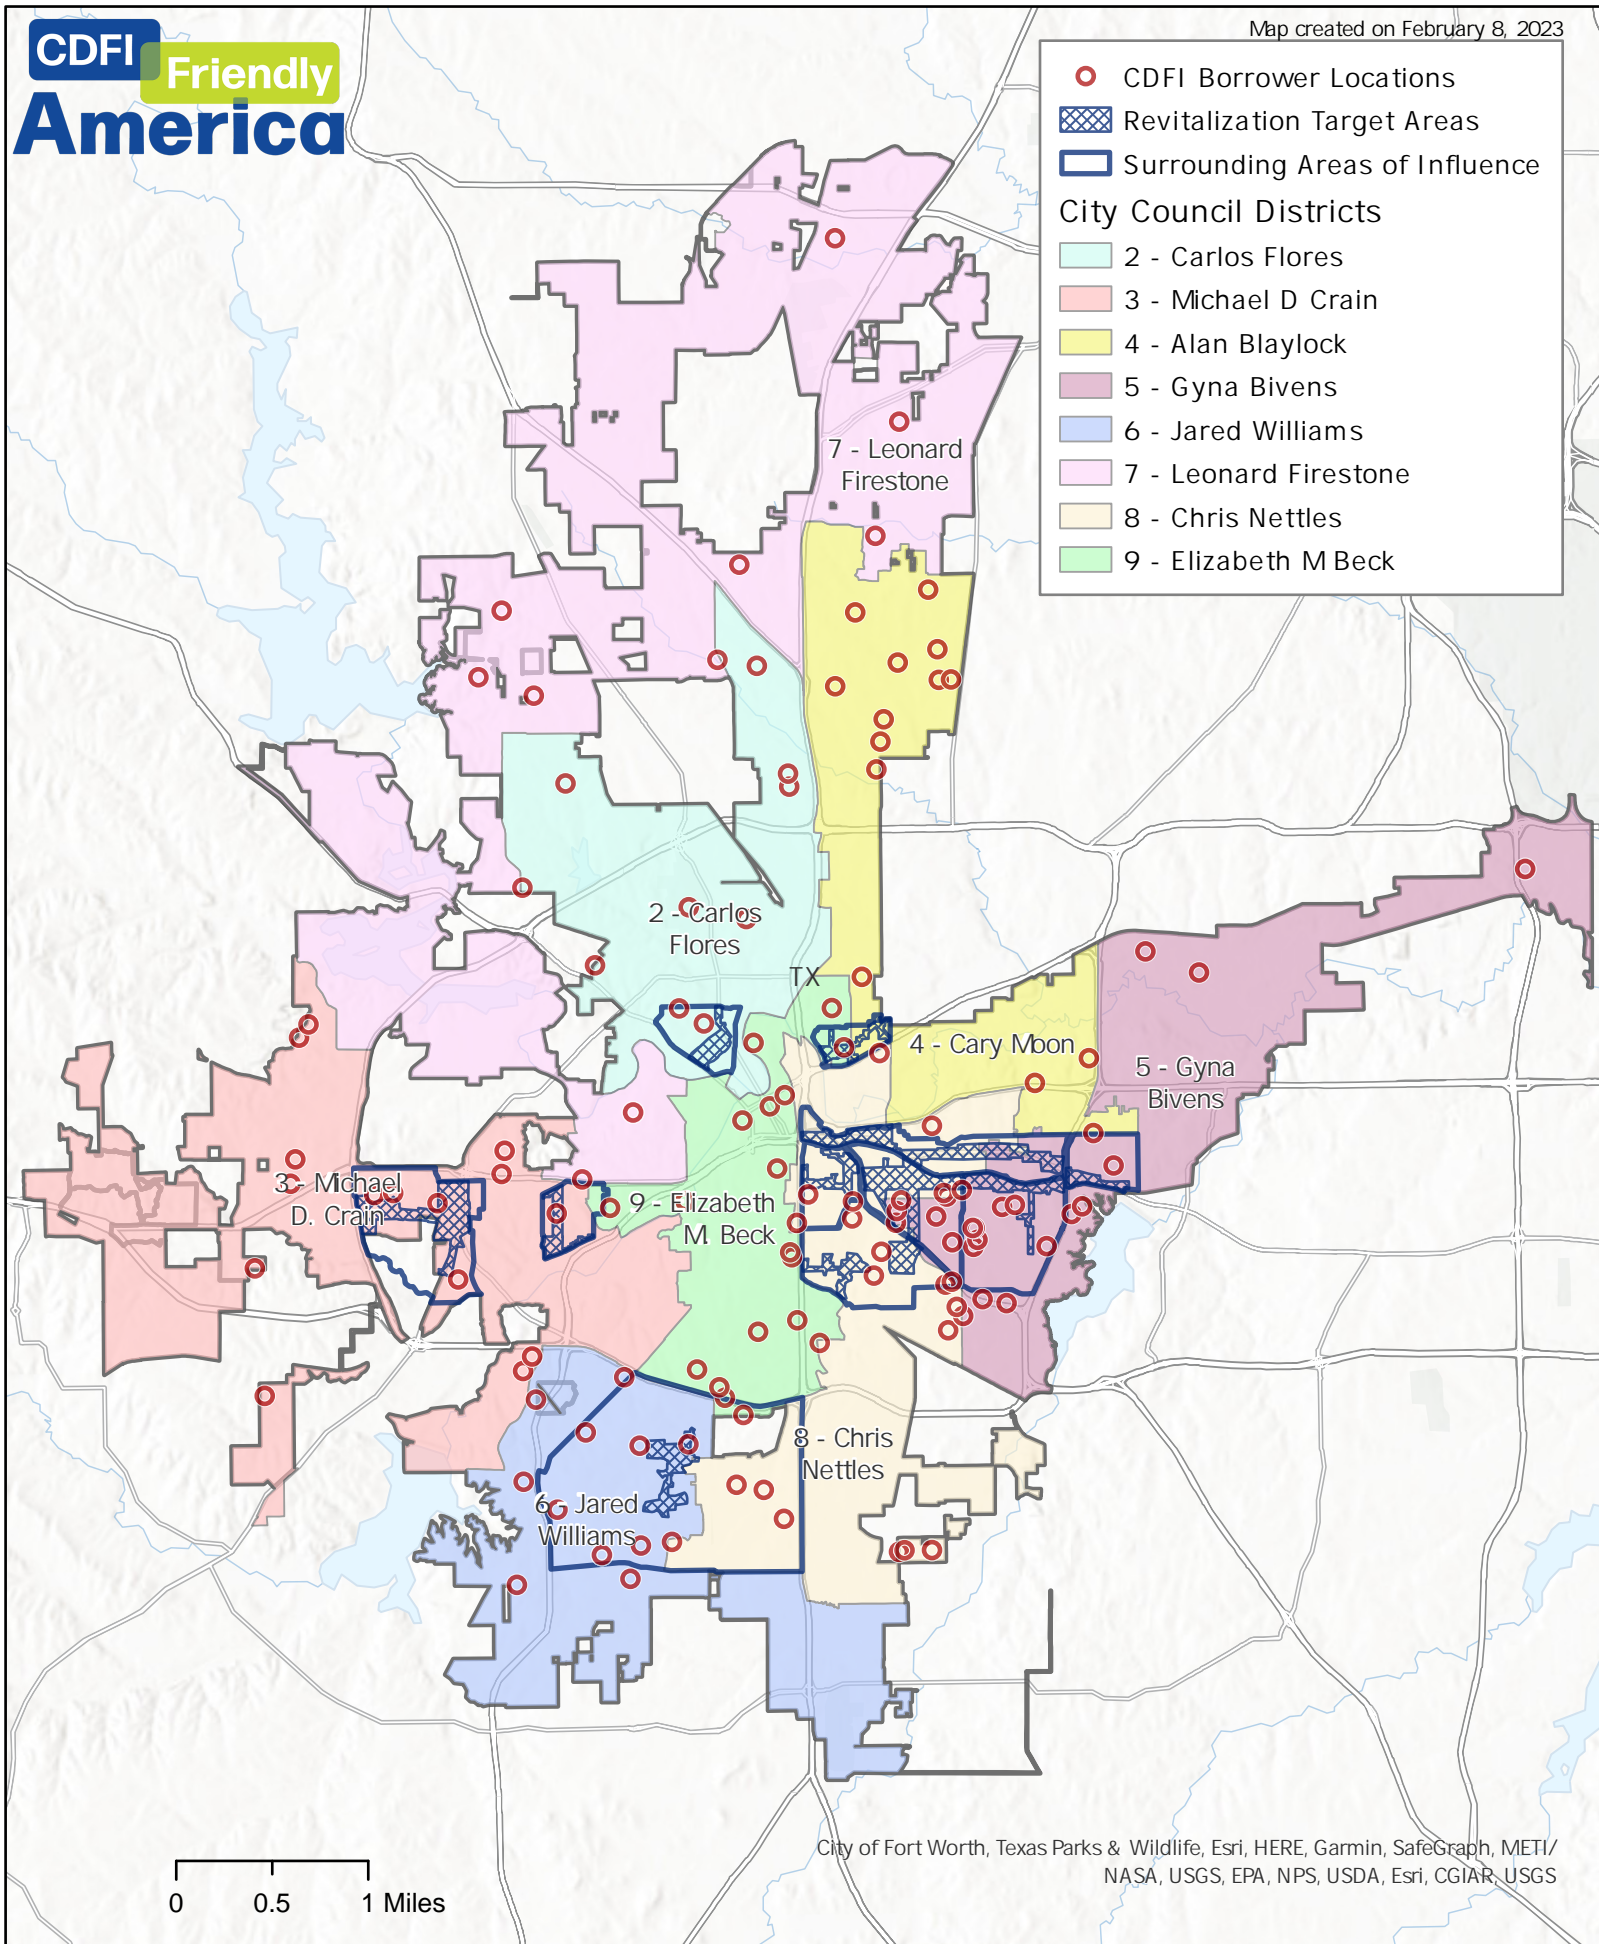 CDFI
Friendly
America
Map created on February 8, 2023
CDFI Borrower Locations
Revitalization Target Areas
Surrounding Areas of Influence
City Council Districts
2 - Carlos Flores
3 - Michael D Crain
4 - Alan Blaylock
5 - Gyna Bivens
6 - Jared Williams
7 - Leonard Firestone
8 - Chris Nettles
9 - Elizabeth M Beck
7 - Leonard
Firestone
2 - Carlos
Flores
TX
4 - Cary Moon
5 - Gyna
Bivens
3 - Michael
D. Crain
9 - Elizabeth
M. Beck
8 - Chris
Nettles
6 - Jared
Williams
City of Fort Worth, Texas Parks & Wildlife, Esri, HERE, Garmin, SafeGraph, METI/
NASA, USGS, EPA, NPS, USDA, Esri, CGIAR, USGS
0 0.5 1 Miles